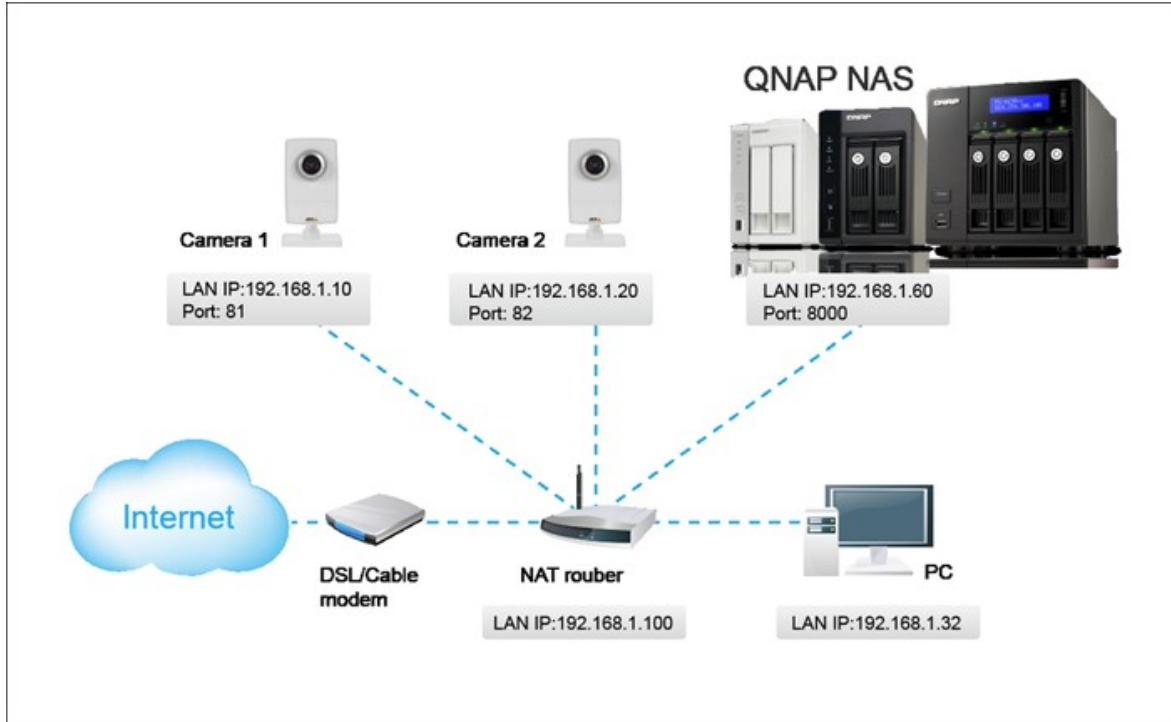 QNAP NAS
QNAP
QNAP
Camera 1
Camera 2
LAN IP:192.168.1.10
Port: 81
LAN IP:192.168.1.20
Port: 82
LAN IP:192.168.1.60
Port: 8000
Internet
DSL/Cable
modem
NAT rouber
PC
LAN IP:192.168.1.100
LAN IP:192.168.1.32